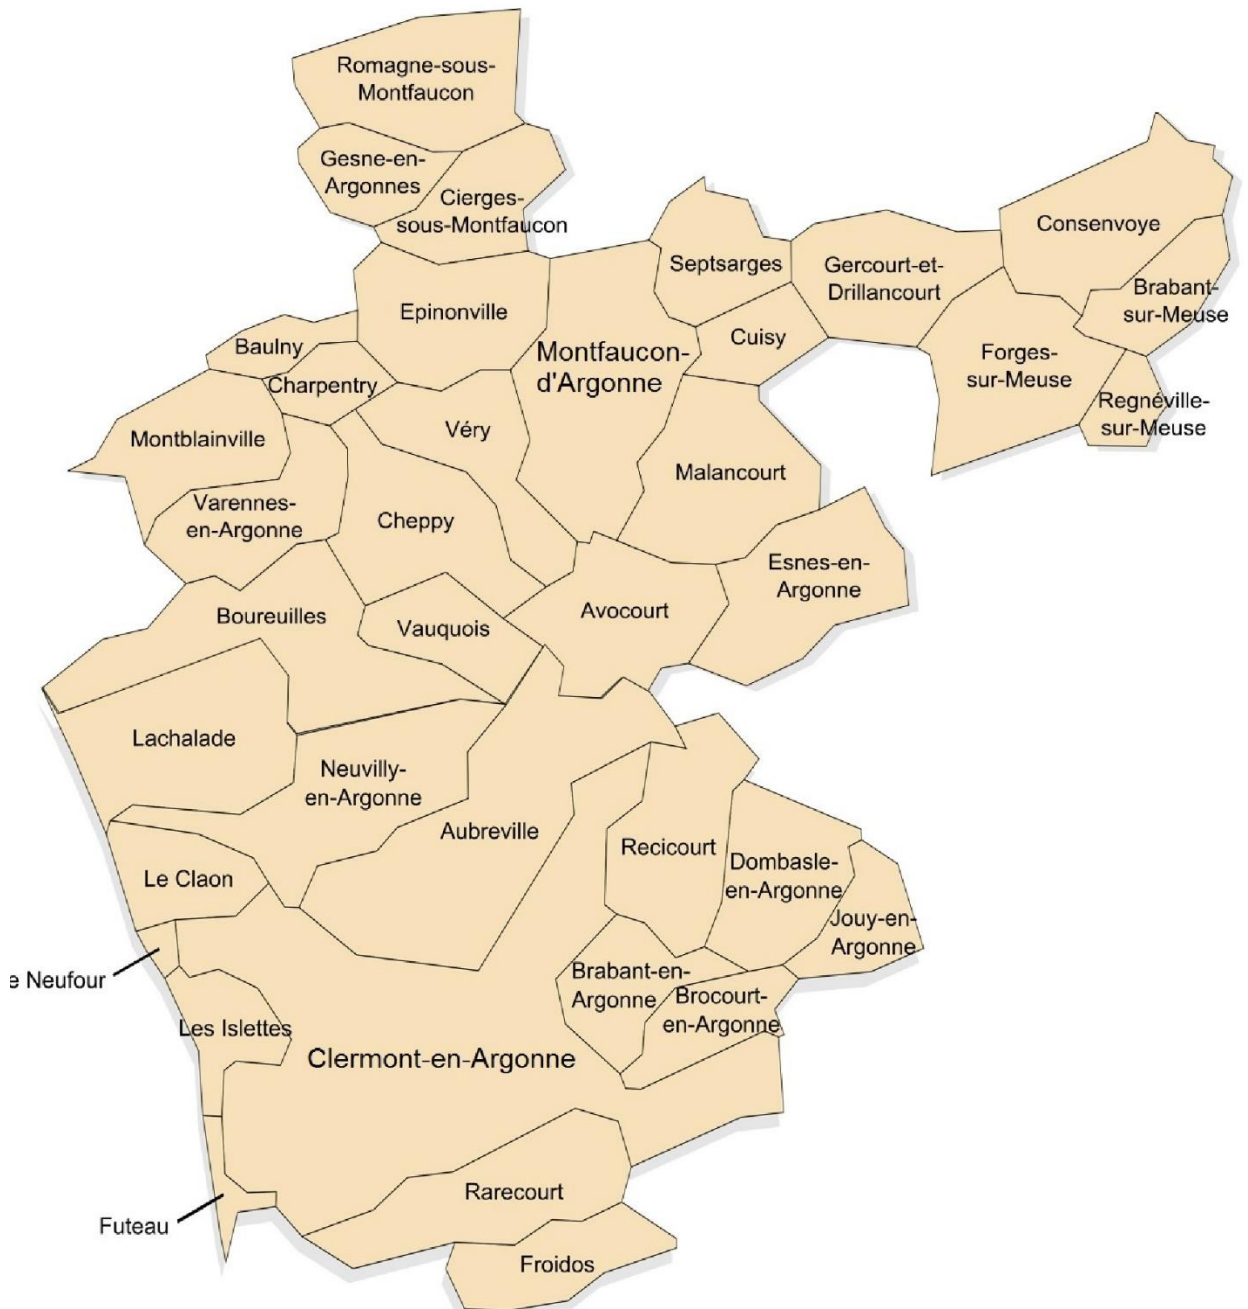 Romagne-sous-
Montfaucon
Gesne-en-
Argonnes
Cierges-
sous-Montfaucon
Consenvoye
Septsarges
Gercourt-et-
Drillancourt
Brabant-
sur-Meuse
Epinonville
Baulny
Cuisy
Montfaucon-
d'Argonne
Forges-
sur-Meuse
Charpentry
Regnéville-
sur-Meuse
Montblainville
Véry
Malancourt
Varennes-
en-Argonne
Cheppy
Esnes-en-
Argonne
Boureuilles
Vauquois
Avocourt
Lachalade
Neuvilly-
en-Argonne
Aubreville
Recicourt
Dombasle-
en-Argonne
Le Claon
Jouy-en-
Argonne
e Neufour
Brabant-en-
Argonne
Brocourt-
en-Argonne
Les Islettes
Clermont-en-Argonne
Rarecourt
Futeau
Froidos